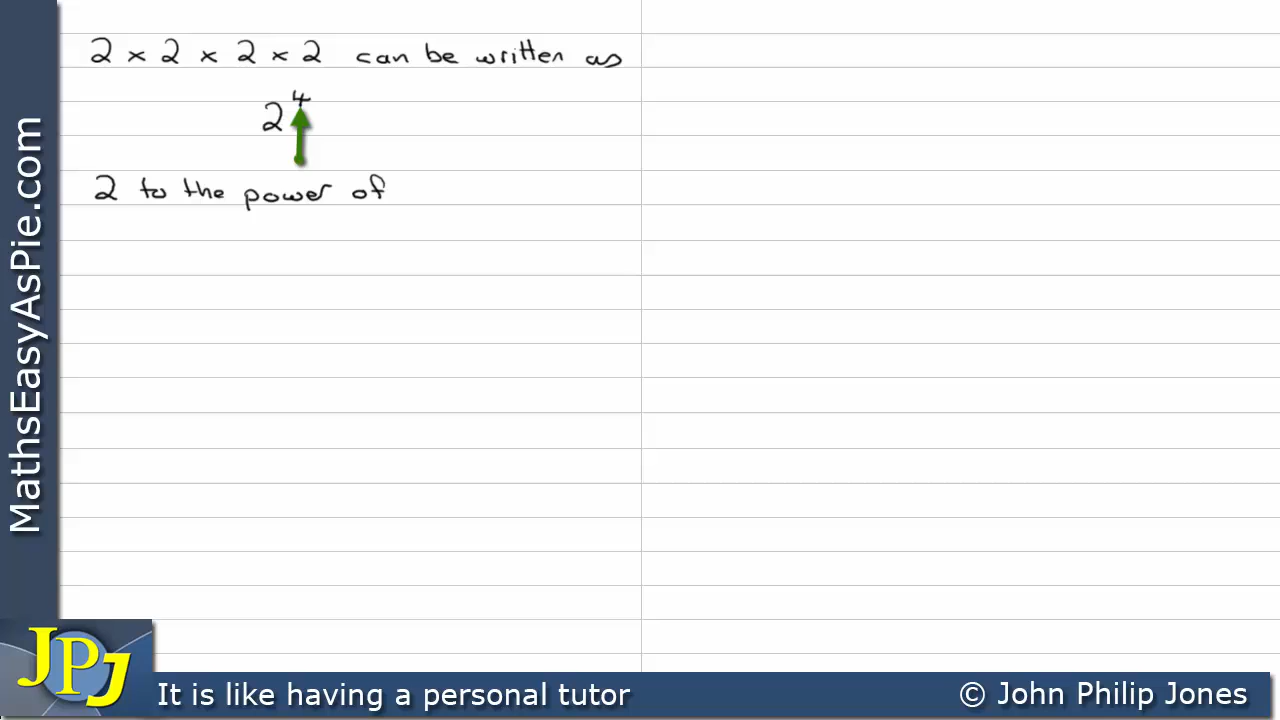 2 × 2 × 2 × 2 can be written as
2⁴
2 to the power of
MathsEasyAsPie.com
JPJ
It is like having a personal tutor
© John Philip Jones